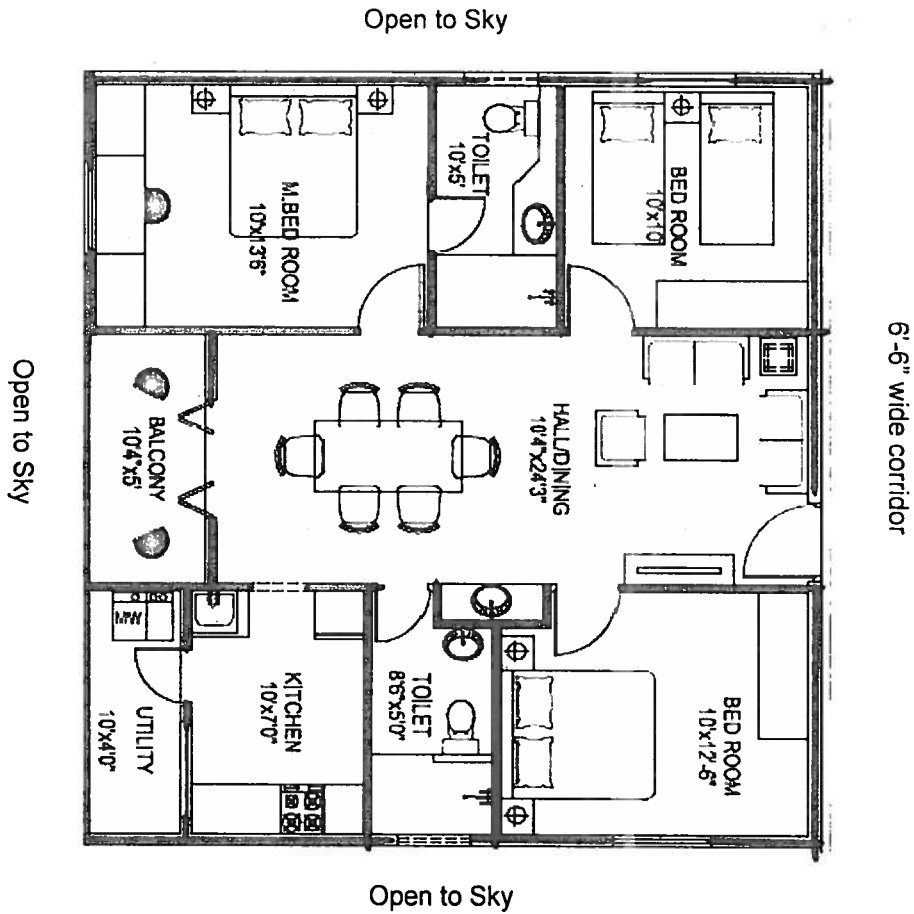 Open to Sky
TOILET
10'x5'
BED ROOM
10'x10'
M.BED ROOM
10'x13'6"
6'-6" wide corridor
Open to Sky
BALCONY
10'4"x5'
HALL/DINING
10'4"x24'3"
KITCHEN
10'x7'0"
TOILET
8'6"x5'0"
BED ROOM
10'x12'-6"
UTILITY
10'x4'0"
Open to Sky